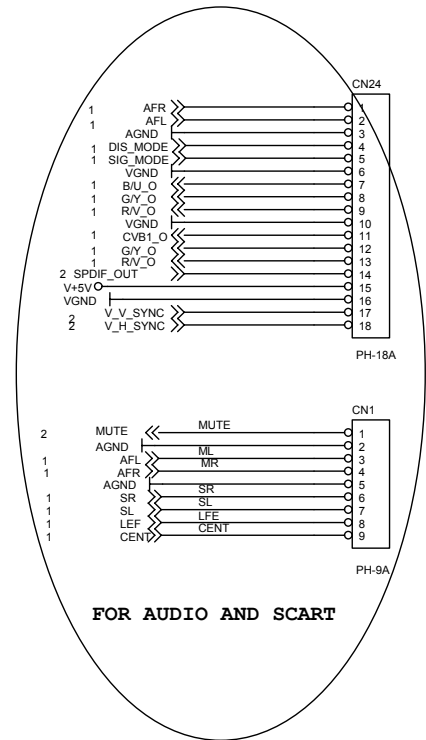 CN24
1 AFR 1
1 AFL 2
AGND 3
1 DIS_MODE 4
1 SIG_MODE 5
VGND 6
1 B/U_O 7
1 G/Y_O 8
1 R/V_O 9
VGND 10
1 CVB1_O 11
1 G/Y_O 12
1 R/V_O 13
2 SPDIF_OUT 14
V+5V 15
VGND 16
2 V_V_SYNC 17
2 V_H_SYNC 18
PH-18A
CN1
2 MUTE MUTE 1
AGND 2
1 AFL ML 3
1 AFR MR 4
AGND 5
1 SR SR 6
1 SL SL 7
1 LEF LFE 8
1 CENT CENT 9
PH-9A
FOR AUDIO AND SCART